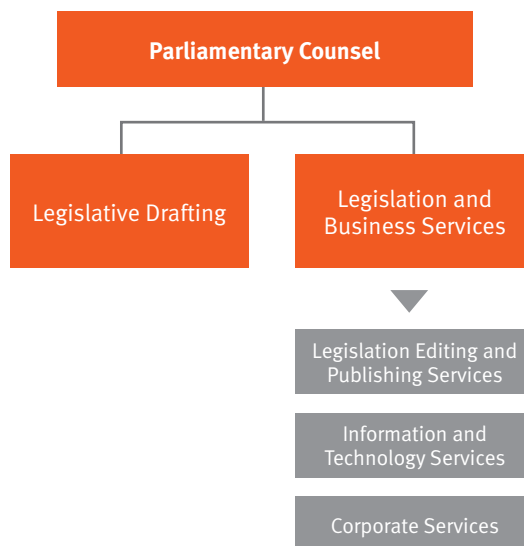 Parliamentary Counsel
Legislative Drafting
Legislation and
Business Services
Legislation Editing and
Publishing Services
Information and
Technology Services
Corporate Services